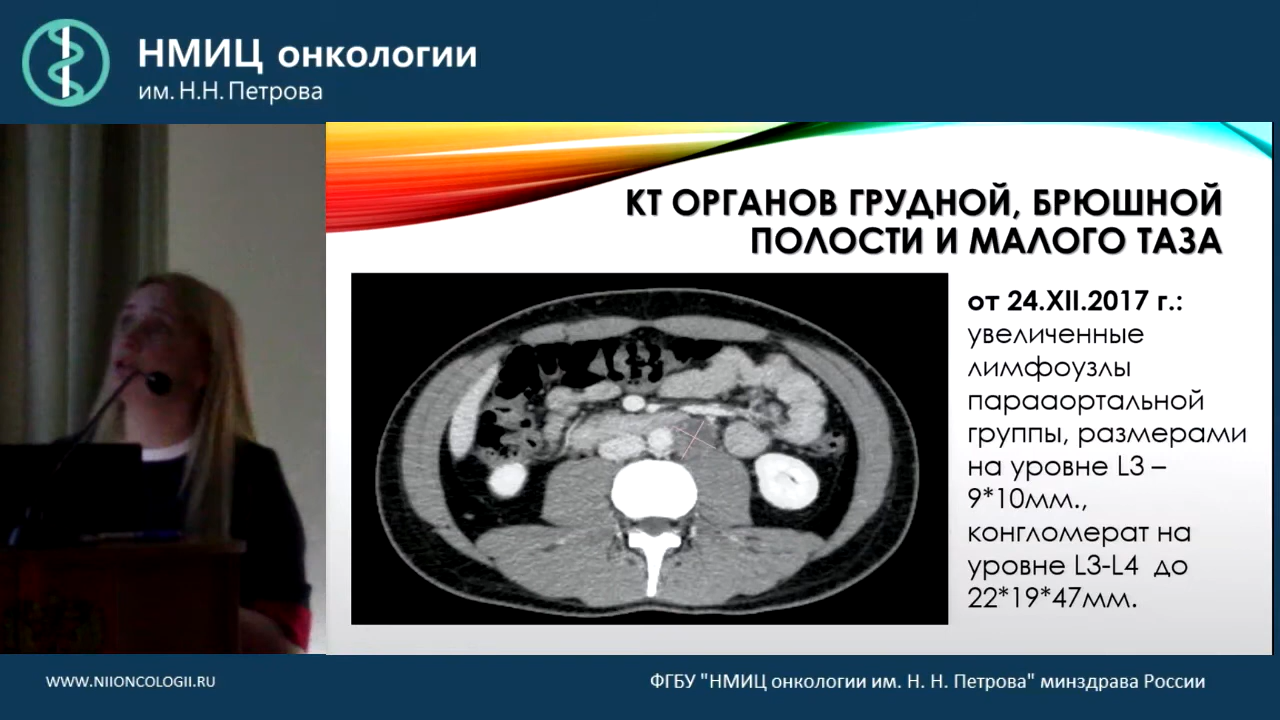 НМИЦ онкологии
им. Н.Н. Петрова
КТ ОРГАНОВ ГРУДНОЙ, БРЮШНОЙ
ПОЛОСТИ И МАЛОГО ТАЗА
от 24.XII.2017 г.:
увеличенные
лимфоузлы
парааортальной
группы, размерами
на уровне L3 –
9*10мм.,
конгломерат на
уровне L3-L4 до
22*19*47мм.
WWW.NIIONCOLOGII.RU
ФГБУ "НМИЦ онкологии им. Н. Н. Петрова" минздрава России